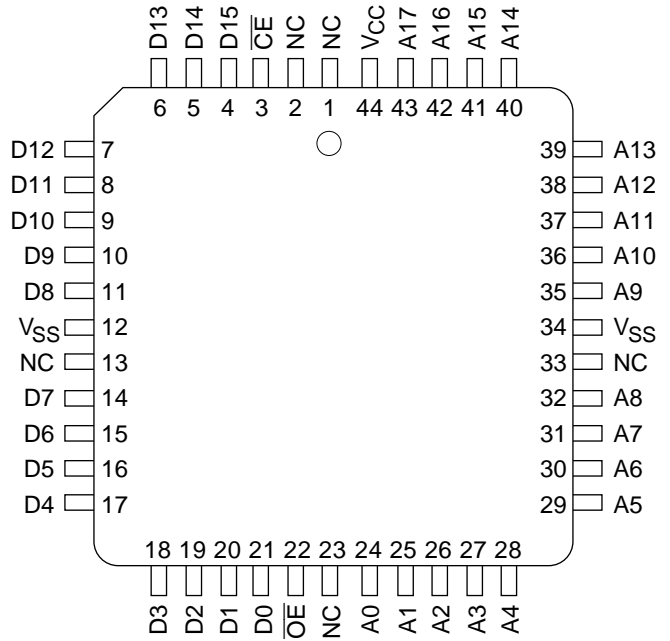 D13 D14 D15 CE NC NC VCC A17 A16 A15 A14
6 5 4 3 2 1 44 43 42 41 40
D12 7 39 A13
D11 8 38 A12
D10 9 37 A11
D9 10 36 A10
D8 11 35 A9
VSS 12 34 VSS
NC 13 33 NC
D7 14 32 A8
D6 15 31 A7
D5 16 30 A6
D4 17 29 A5
18 19 20 21 22 23 24 25 26 27 28
D3 D2 D1 D0 OE NC A0 A1 A2 A3 A4